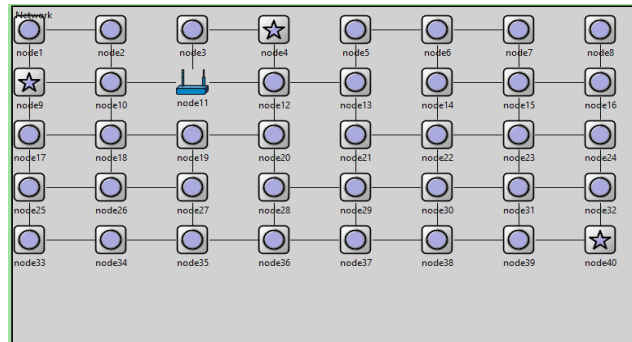 Network
node1 node2 node3 node4 node5 node6 node7 node8
node9 node10 node11 node12 node13 node14 node15 node16
node17 node18 node19 node20 node21 node22 node23 node24
node25 node26 node27 node28 node29 node30 node31 node32
node33 node34 node35 node36 node37 node38 node39 node40